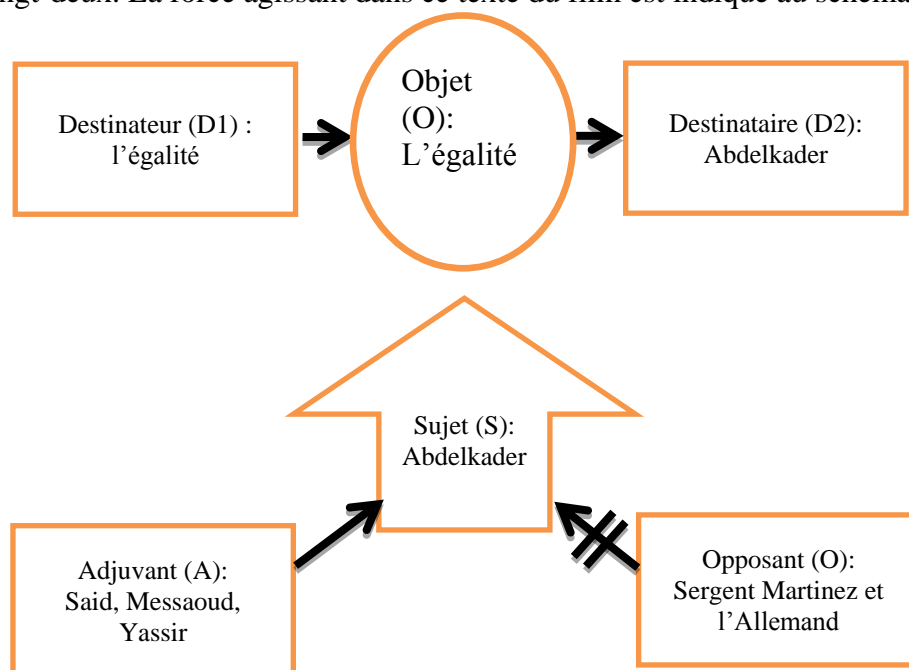 ngt-deux. La force agissant dans ce texte du film est indiqué au schéma
Objet
(O):
L'égalité
Destinateur (D1) :
l'égalité
Destinataire (D2):
Abdelkader
Sujet (S):
Abdelkader
Adjuvant (A):
Said, Messaoud,
Yassir
Opposant (O):
Sergent Martinez et
l'Allemand